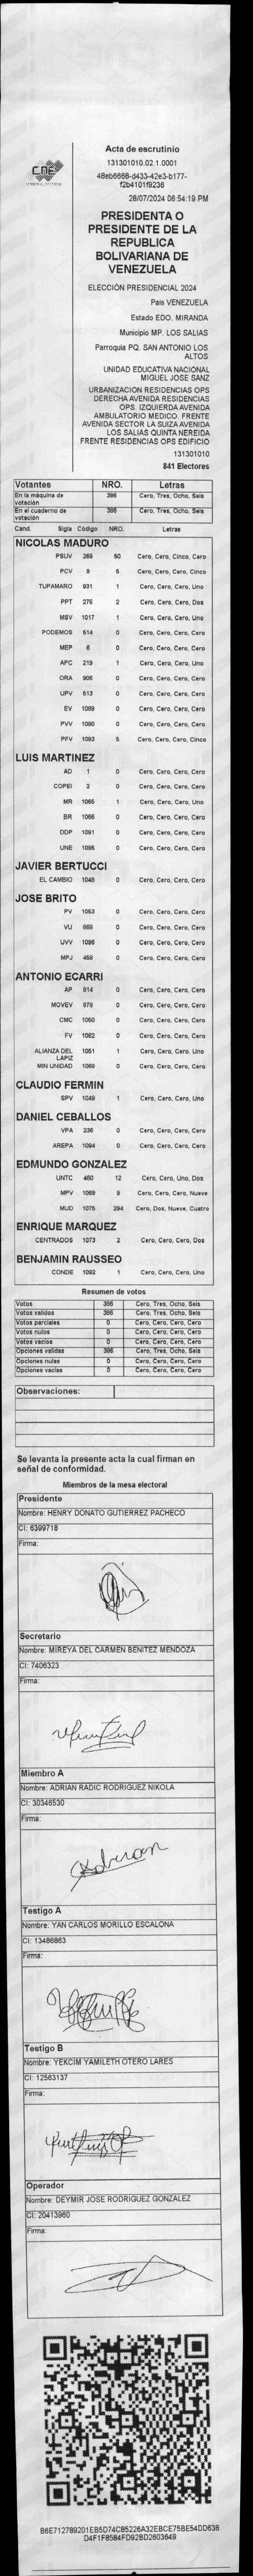 CNE
Acta de escrutinio
131301010.02.1.0001
48eb6668-d433-42e3-b177-
f2b4101f9236
28/07/2024 06:54:19 PM
PRESIDENTA O
PRESIDENTE DE LA
REPUBLICA
BOLIVARIANA DE
VENEZUELA
ELECCIÓN PRESIDENCIAL 2024
Pais VENEZUELA
Estado EDO. MIRANDA
Municipio MP. LOS SALIAS
Parroquia PQ. SAN ANTONIO LOS
ALTOS
UNIDAD EDUCATIVA NACIONAL
MIGUEL JOSE SANZ
URBANIZACION RESIDENCIAS OPS
DERECHA AVENIDA RESIDENCIAS
OPS. IZQUIERDA AVENIDA
AMBULATORIO MEDICO. FRENTE
AVENIDA SECTOR LA SUIZA AVENIDA
LOS SALIAS QUINTA NEREIDA
FRENTE RESIDENCIAS OPS EDIFICIO
131301010
841 Electores
Votantes NRO. Letras
En la máquina de votación 386 Cero, Tres, Ocho, Seis
En el cuaderno de votación 386 Cero, Tres, Ocho, Seis
Cand. Sigla Código NRO. Letras
NICOLAS MADURO
PSUV 269 50 Cero, Cero, Cinco, Cero
PCV 9 5 Cero, Cero, Cero, Cinco
TUPAMARO 931 1 Cero, Cero, Cero, Uno
PPT 276 2 Cero, Cero, Cero, Dos
MSV 1017 1 Cero, Cero, Cero, Uno
PODEMOS 514 0 Cero, Cero, Cero, Cero
MEP 6 0 Cero, Cero, Cero, Cero
APC 219 1 Cero, Cero, Cero, Uno
ORA 906 0 Cero, Cero, Cero, Cero
UPV 513 0 Cero, Cero, Cero, Cero
EV 1089 0 Cero, Cero, Cero, Cero
PVV 1090 0 Cero, Cero, Cero, Cero
PFV 1093 5 Cero, Cero, Cero, Cinco
LUIS MARTINEZ
AD 1 0 Cero, Cero, Cero, Cero
COPEI 2 0 Cero, Cero, Cero, Cero
MR 1065 1 Cero, Cero, Cero, Uno
BR 1066 0 Cero, Cero, Cero, Cero
DDP 1091 0 Cero, Cero, Cero, Cero
UNE 1095 0 Cero, Cero, Cero, Cero
JAVIER BERTUCCI
EL CAMBIO 1048 0 Cero, Cero, Cero, Cero
JOSE BRITO
PV 1053 0 Cero, Cero, Cero, Cero
VU 868 0 Cero, Cero, Cero, Cero
UVV 1096 0 Cero, Cero, Cero, Cero
MPJ 458 0 Cero, Cero, Cero, Cero
ANTONIO ECARRI
AP 914 0 Cero, Cero, Cero, Cero
MOVEV 879 0 Cero, Cero, Cero, Cero
CMC 1050 0 Cero, Cero, Cero, Cero
FV 1062 0 Cero, Cero, Cero, Cero
ALIANZA DEL LAPIZ 1051 1 Cero, Cero, Cero, Uno
MIN UNIDAD 1068 0 Cero, Cero, Cero, Cero
CLAUDIO FERMIN
SPV 1049 1 Cero, Cero, Cero, Uno
DANIEL CEBALLOS
VPA 236 0 Cero, Cero, Cero, Cero
AREPA 1094 0 Cero, Cero, Cero, Cero
EDMUNDO GONZALEZ
UNTC 450 12 Cero, Cero, Uno, Dos
MPV 1069 9 Cero, Cero, Cero, Nueve
MUD 1075 294 Cero, Dos, Nueve, Cuatro
ENRIQUE MARQUEZ
CENTRADOS 1073 2 Cero, Cero, Cero, Dos
BENJAMIN RAUSSEO
CONDE 1092 1 Cero, Cero, Cero, Uno
Resumen de votos
Votos 386 Cero, Tres, Ocho, Seis
Votos validos 386 Cero, Tres, Ocho, Seis
Votos parciales 0 Cero, Cero, Cero, Cero
Votos nulos 0 Cero, Cero, Cero, Cero
Votos vacios 0 Cero, Cero, Cero, Cero
Opciones validas 386 Cero, Tres, Ocho, Seis
Opciones nulas 0 Cero, Cero, Cero, Cero
Opciones vacias 0 Cero, Cero, Cero, Cero
Observaciones:
Se levanta la presente acta la cual firman en
señal de conformidad.
Miembros de la mesa electoral
Presidente
Nombre: HENRY DONATO GUTIERREZ PACHECO
CI: 6399718
Firma:
Secretario
Nombre: MIREYA DEL CARMEN BENITEZ MENDOZA
CI: 7406323
Firma:
Miembro A
Nombre: ADRIAN RADIC RODRIGUEZ NIKOLA
CI: 30346530
Firma:
Testigo A
Nombre: YAN CARLOS MORILLO ESCALONA
CI: 13486863
Firma:
Testigo B
Nombre: YEKCIM YAMILETH OTERO LARES
CI: 12563137
Firma:
Operador
Nombre: DEYMIR JOSE RODRIGUEZ GONZALEZ
CI: 20413960
Firma:
B6E712789201EB5D74C85226A32EBCE75BE54DD638
D4F1F8584FD92BD2603649